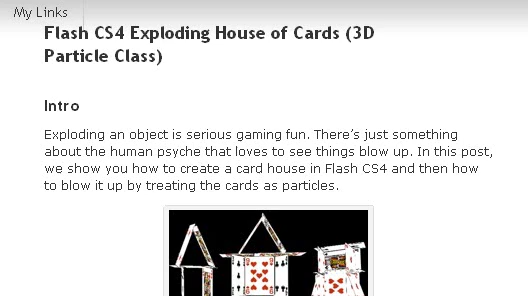 My Links
Flash CS4 Exploding House of Cards (3D
Particle Class)
Intro
Exploding an object is serious gaming fun. There’s just something
about the human psyche that loves to see things blow up. In this post,
we show you how to create a card house in Flash CS4 and then how
to blow it up by treating the cards as particles.